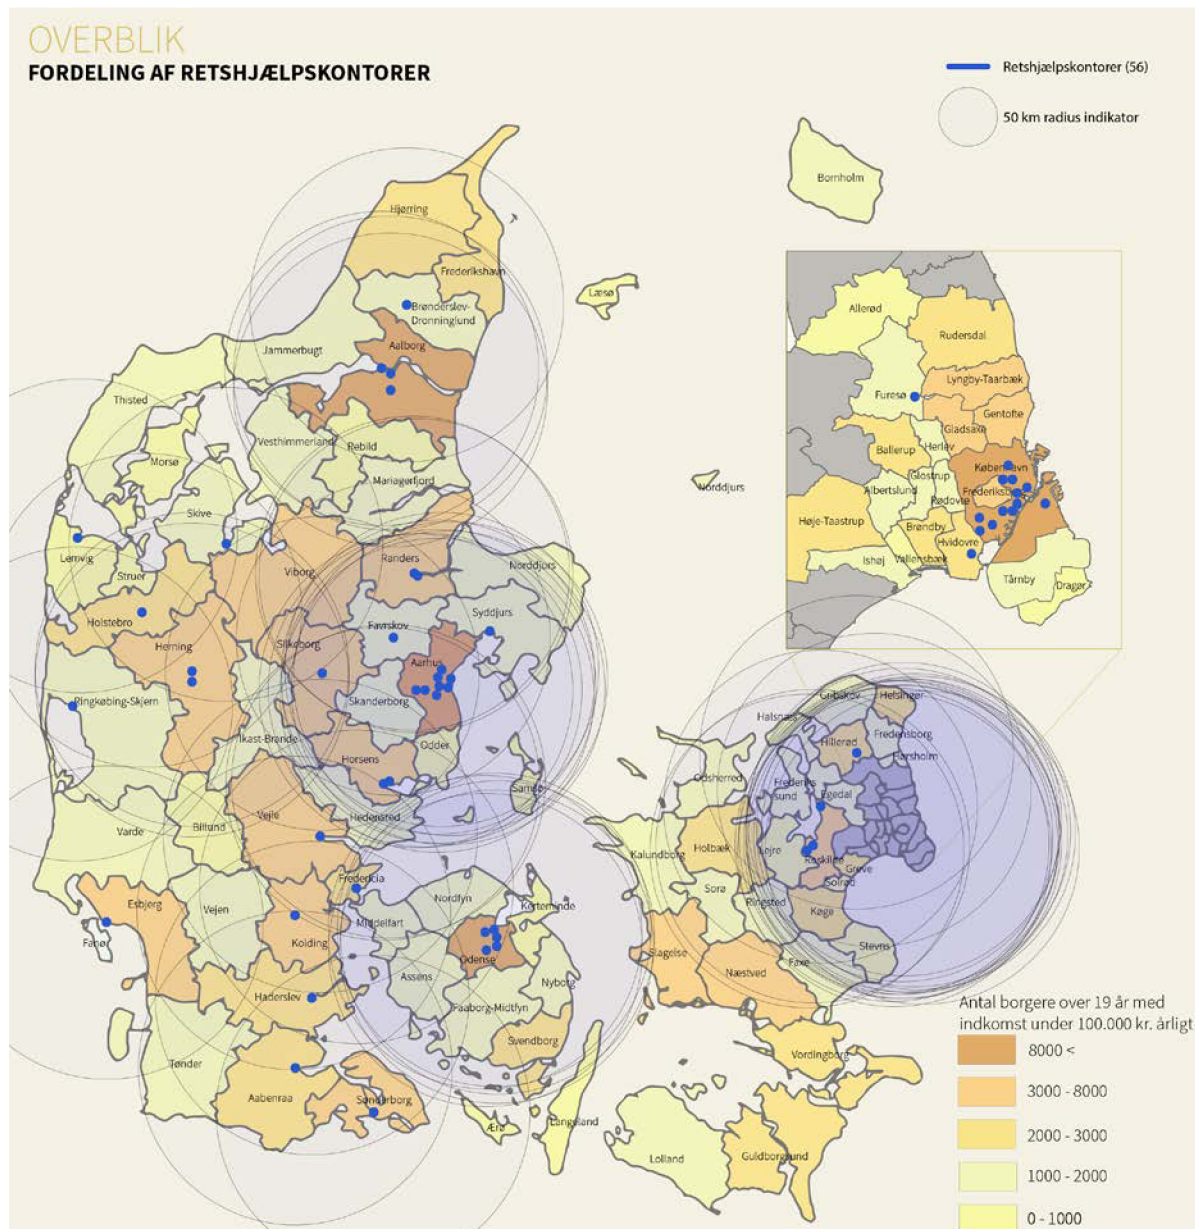 OVERBLIK
FORDELING AF RETSHJÆLPSKONTORER
Retshjælpskontorer (56)
50 km radius indikator
Bornholm
Hjørring
Frederikshavn
Læsø
Brønderslev-
Dronninglund
Jammerbugt
Aalborg
Thisted
Vesthimmerland
Rebild
Morsø
Mariagerfjord
Norddjurs
Skive
Lemvig
Struer
Viborg
Randers
Norddjurs
Holstebro
Favrskov
Syddjurs
Herning
Silkeborg
Aarhus
Ringkøbing-Skjern
Skanderborg
Ikast-Brande
Odder
Horsens
Samsø
Hedensted
Varde
Billund
Vejle
Fredericia
Esbjerg
Vejen
Nordfyn
Kerteminde
Middelfart
Fanø
Kolding
Odense
Assens
Nyborg
Haderslev
Faaborg-Midtfyn
Svendborg
Tønder
Aabenraa
Sønderborg
Ærø
Langeland
Allerød
Rudersdal
Lyngby-Taarbæk
Furesø
Gentofte
Gladsaxe
Ballerup
Herlev
København
Glostrup
Albertslund
Rødovre
Frederiksberg
Høje-Taastrup
Brøndby
Hvidovre
Ishøj
Vallensbæk
Tårnby
Dragør
Gribskov
Helsingør
Halsnæs
Fredensborg
Hillerød
Hørsholm
Odsherred
Frederiks
sund
Egedal
Kalundborg
Holbæk
Lejre
Roskilde
Greve
Solrød
Sorø
Ringsted
Køge
Slagelse
Stevns
Næstved
Faxe
Vordingborg
Lolland
Guldborgsund
Antal borgere over 19 år med
indkomst under 100.000 kr. årligt
8000 <
3000 - 8000
2000 - 3000
1000 - 2000
0 - 1000